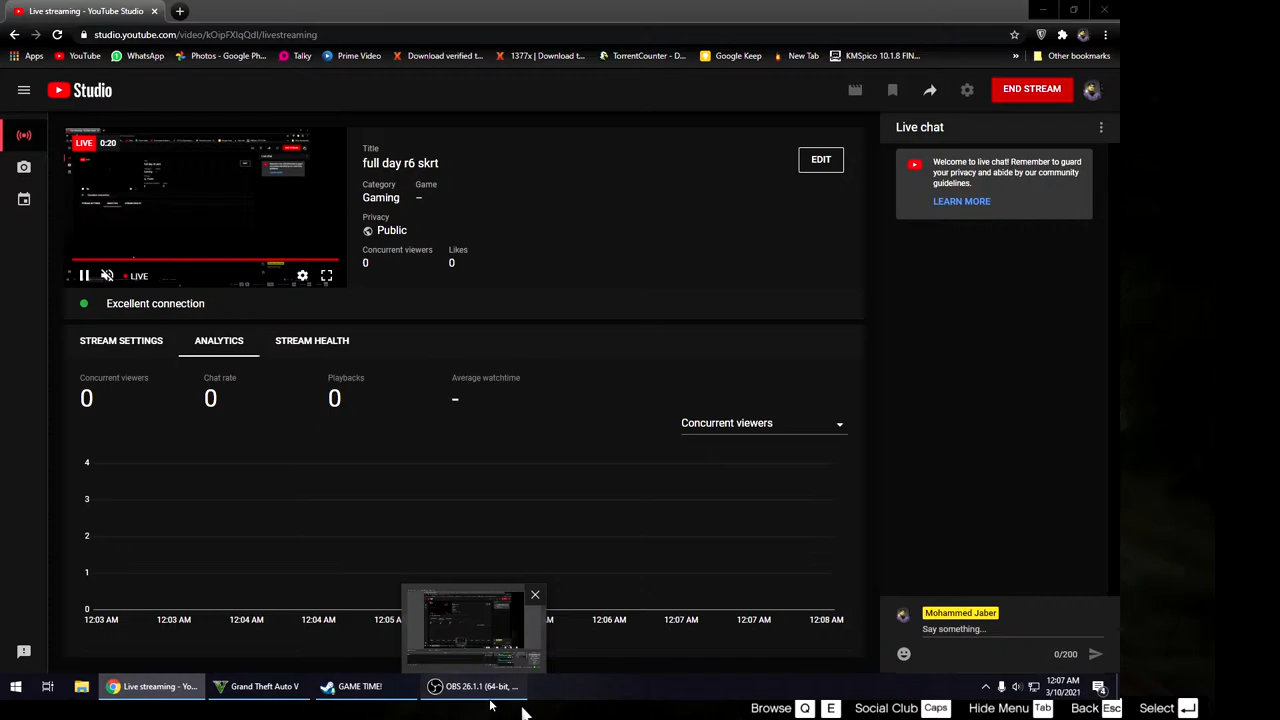 Live streaming - YouTube Studio
studio.youtube.com/video/kOipFXIqQdI/livestreaming
Apps YouTube WhatsApp Photos - Google Ph... Talky Prime Video Download verified t... 1377x | Download t... TorrentCounter - D... Google Keep New Tab KMSpico 10.1.8 FIN... » Other bookmarks
Studio
END STREAM
LIVE 0:20
LIVE
Title
full day r6 skrt
EDIT
Category Game
Gaming –
Privacy
Public
Concurrent viewers Likes
0 0
Excellent connection
STREAM SETTINGS ANALYTICS STREAM HEALTH
Concurrent viewers Chat rate Playbacks Average watchtime
0 0 0 -
Concurrent viewers
4
3
2
1
0
12:03 AM 12:03 AM 12:04 AM 12:04 AM 12:05 12:06 AM 12:07 AM 12:07 AM 12:08 AM
Live chat
Welcome to live chat! Remember to guard
your privacy and abide by our community
guidelines.
LEARN MORE
Mohammed Jaber
Say something...
0/200
Live streaming - Yo... Grand Theft Auto V GAME TIME! OBS 26.1.1 (64-bit, ...
12:07 AM
3/10/2021
4
Browse Q E Social Club Caps Hide Menu Tab Back Esc Select